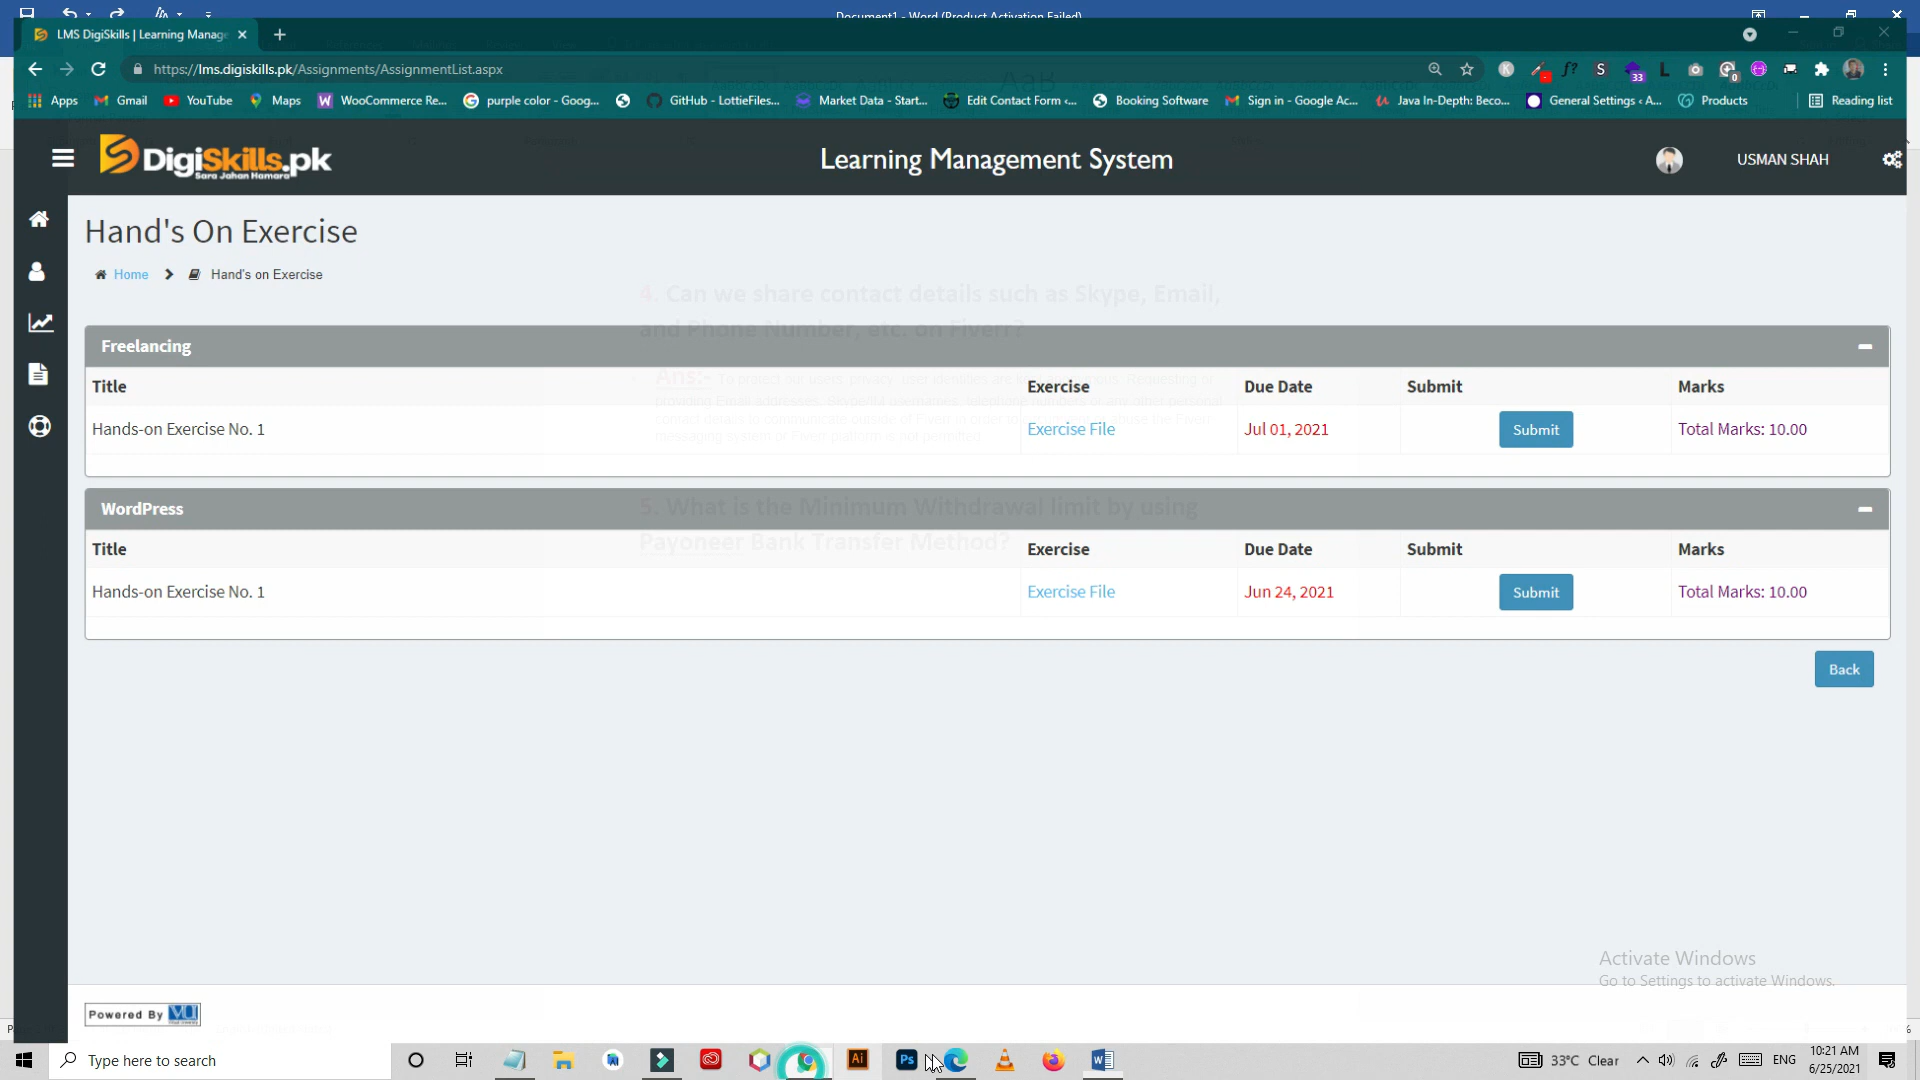 Document1 - Word (Product Activation Failed)
LMS DigiSkills | Learning Manage
https://lms.digiskills.pk/Assignments/AssignmentList.aspx
Apps Gmail YouTube Maps WooCommerce Re... purple color - Goog... GitHub - LottieFiles... Market Data - Start... Edit Contact Form ‹... Booking Software Sign in - Google Ac... Java In-Depth: Beco... General Settings ‹ A... Products Reading list
DigiSkills.pk
Sara Jahan Hamara
Learning Management System
USMAN SHAH
Hand's On Exercise
Home Hand's on Exercise
4. Can we share contact details such as Skype, Email,
and Phone Number, etc. on Fiverr?
Freelancing
Title Exercise Due Date Submit Marks
Ans:-
Hands-on Exercise No. 1 Exercise File Jul 01, 2021 Submit Total Marks: 10.00
5. What is the Minimum Withdrawal limit by using
Payoneer Bank Transfer Method?
WordPress
Title Exercise Due Date Submit Marks
Hands-on Exercise No. 1 Exercise File Jun 24, 2021 Submit Total Marks: 10.00
Back
Activate Windows
Go to Settings to activate Windows.
Powered By VU
Type here to search
33°C Clear ENG 10:21 AM
6/25/2021